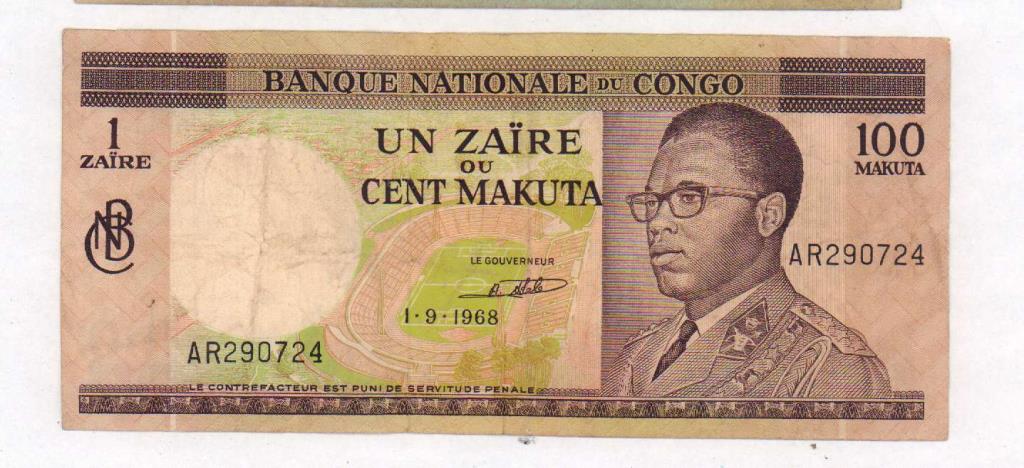 BANQUE NATIONALE DU CONGO
1
ZAÏRE
UN ZAÏRE
OU
CENT MAKUTA
100
MAKUTA
BNC
LE GOUVERNEUR
1·9·1968
AR290724
AR290724
LE CONTREFACTEUR EST PUNI DE SERVITUDE PENALE